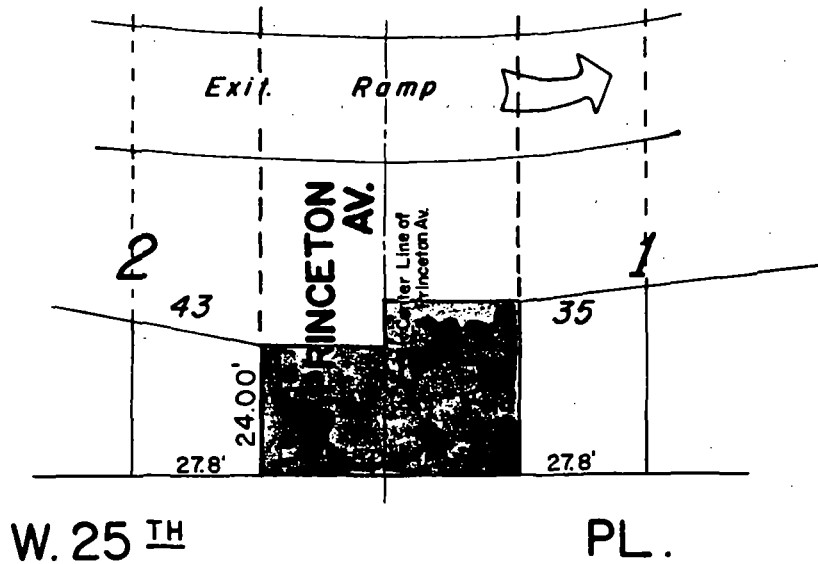 Exit. Ramp
PRINCETON
AV.
Center Line of
Princeton Av.
2
1
43
35
24.00'
27.8'
27.8'
W. 25 TH PL.